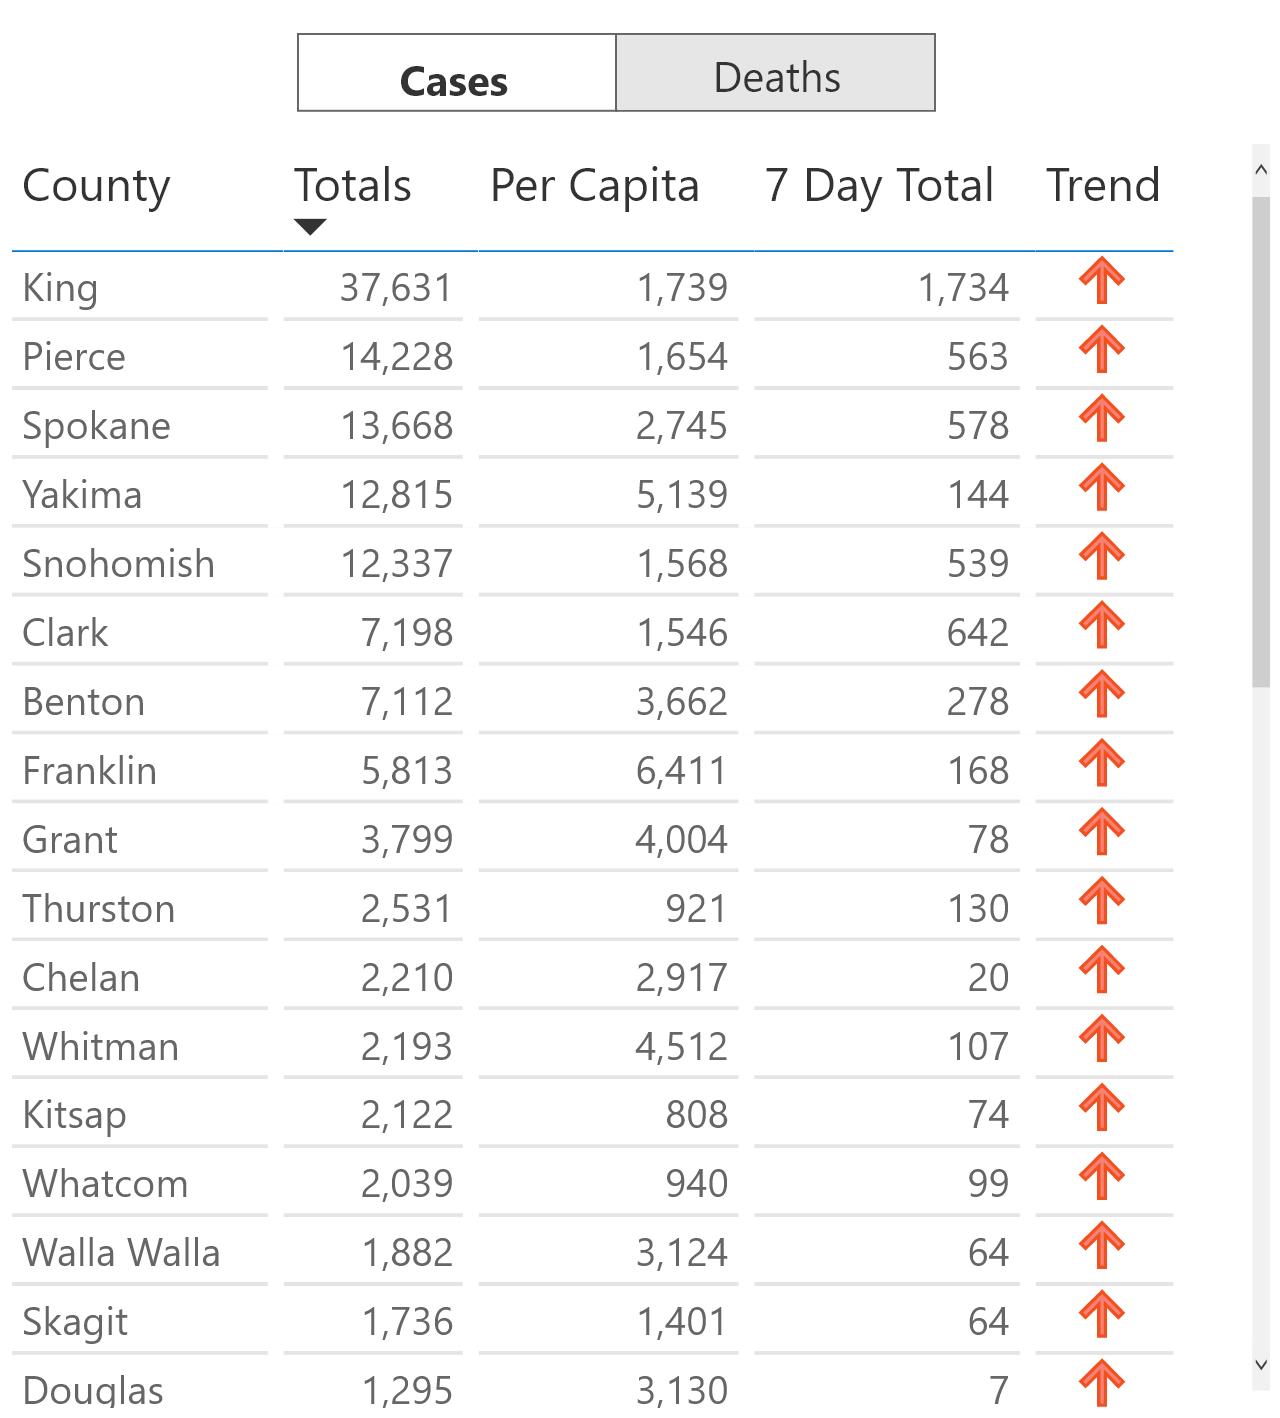 Cases Deaths
County Totals Per Capita 7 Day Total Trend
King 37,631 1,739 1,734
Pierce 14,228 1,654 563
Spokane 13,668 2,745 578
Yakima 12,815 5,139 144
Snohomish 12,337 1,568 539
Clark 7,198 1,546 642
Benton 7,112 3,662 278
Franklin 5,813 6,411 168
Grant 3,799 4,004 78
Thurston 2,531 921 130
Chelan 2,210 2,917 20
Whitman 2,193 4,512 107
Kitsap 2,122 808 74
Whatcom 2,039 940 99
Walla Walla 1,882 3,124 64
Skagit 1,736 1,401 64
Douglas 1,295 3,130 7